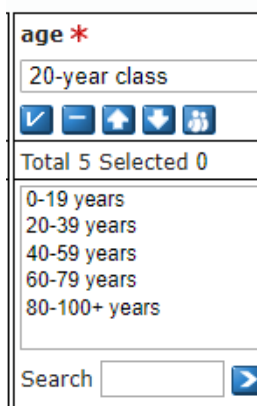 age *
20-year class
Total 5 Selected 0
0-19 years
20-39 years
40-59 years
60-79 years
80-100+ years
Search